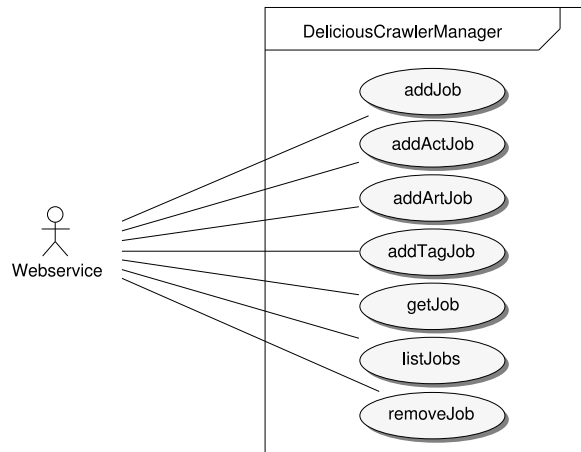 DeliciousCrawlerManager
addJob
addActJob
addArtJob
addTagJob
Webservice
getJob
listJobs
removeJob